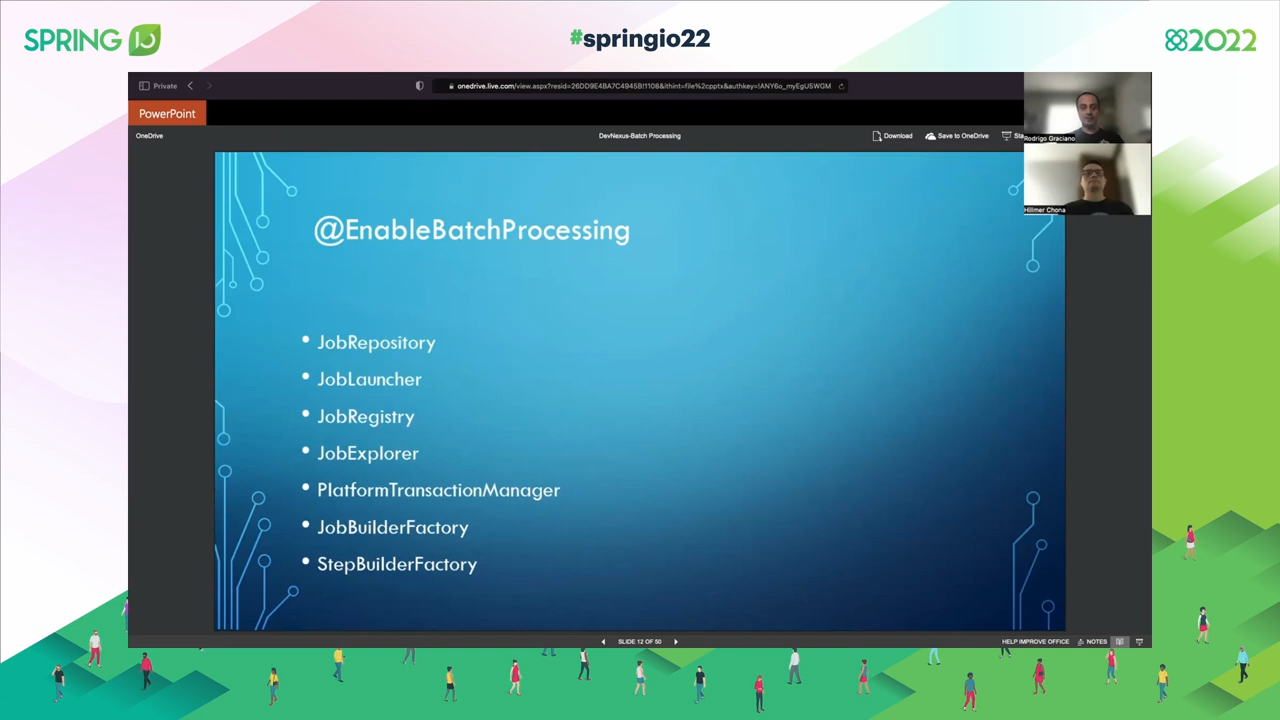 SPRING IO
#springio22
2022
Private
onedrive.live.com/view.aspx?resid=26DD9E4BA7C4945B!1108&ithint=file%2cpptx&authkey=!ANY6o_myEgU5WGM
PowerPoint
OneDrive
DevNexus-Batch Processing
Download
Save to OneDrive
Sta
Rodrigo Graciano
Hillmer Chona
@EnableBatchProcessing
• JobRepository
• JobLauncher
• JobRegistry
• JobExplorer
• PlatformTransactionManager
• JobBuilderFactory
• StepBuilderFactory
SLIDE 12 OF 50
HELP IMPROVE OFFICE
NOTES